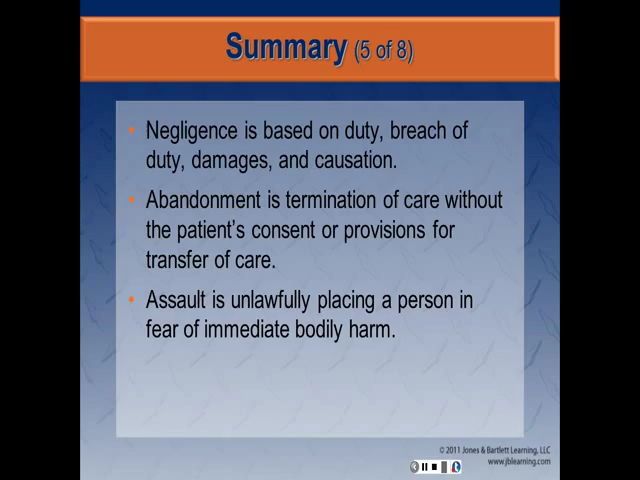 Summary (5 of 8)
• Negligence is based on duty, breach of
duty, damages, and causation.
• Abandonment is termination of care without
the patient's consent or provisions for
transfer of care.
• Assault is unlawfully placing a person in
fear of immediate bodily harm.
© 2011 Jones & Bartlett Learning, LLC
www.jblearning.com